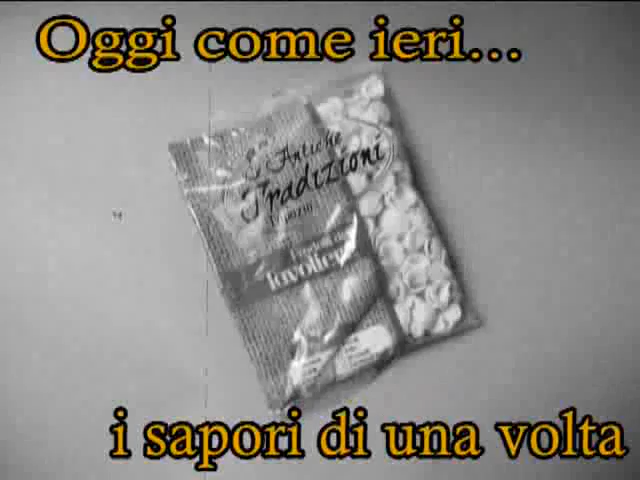 Oggi come ieri...
Antiche
Tradizioni
i sapori di una volta